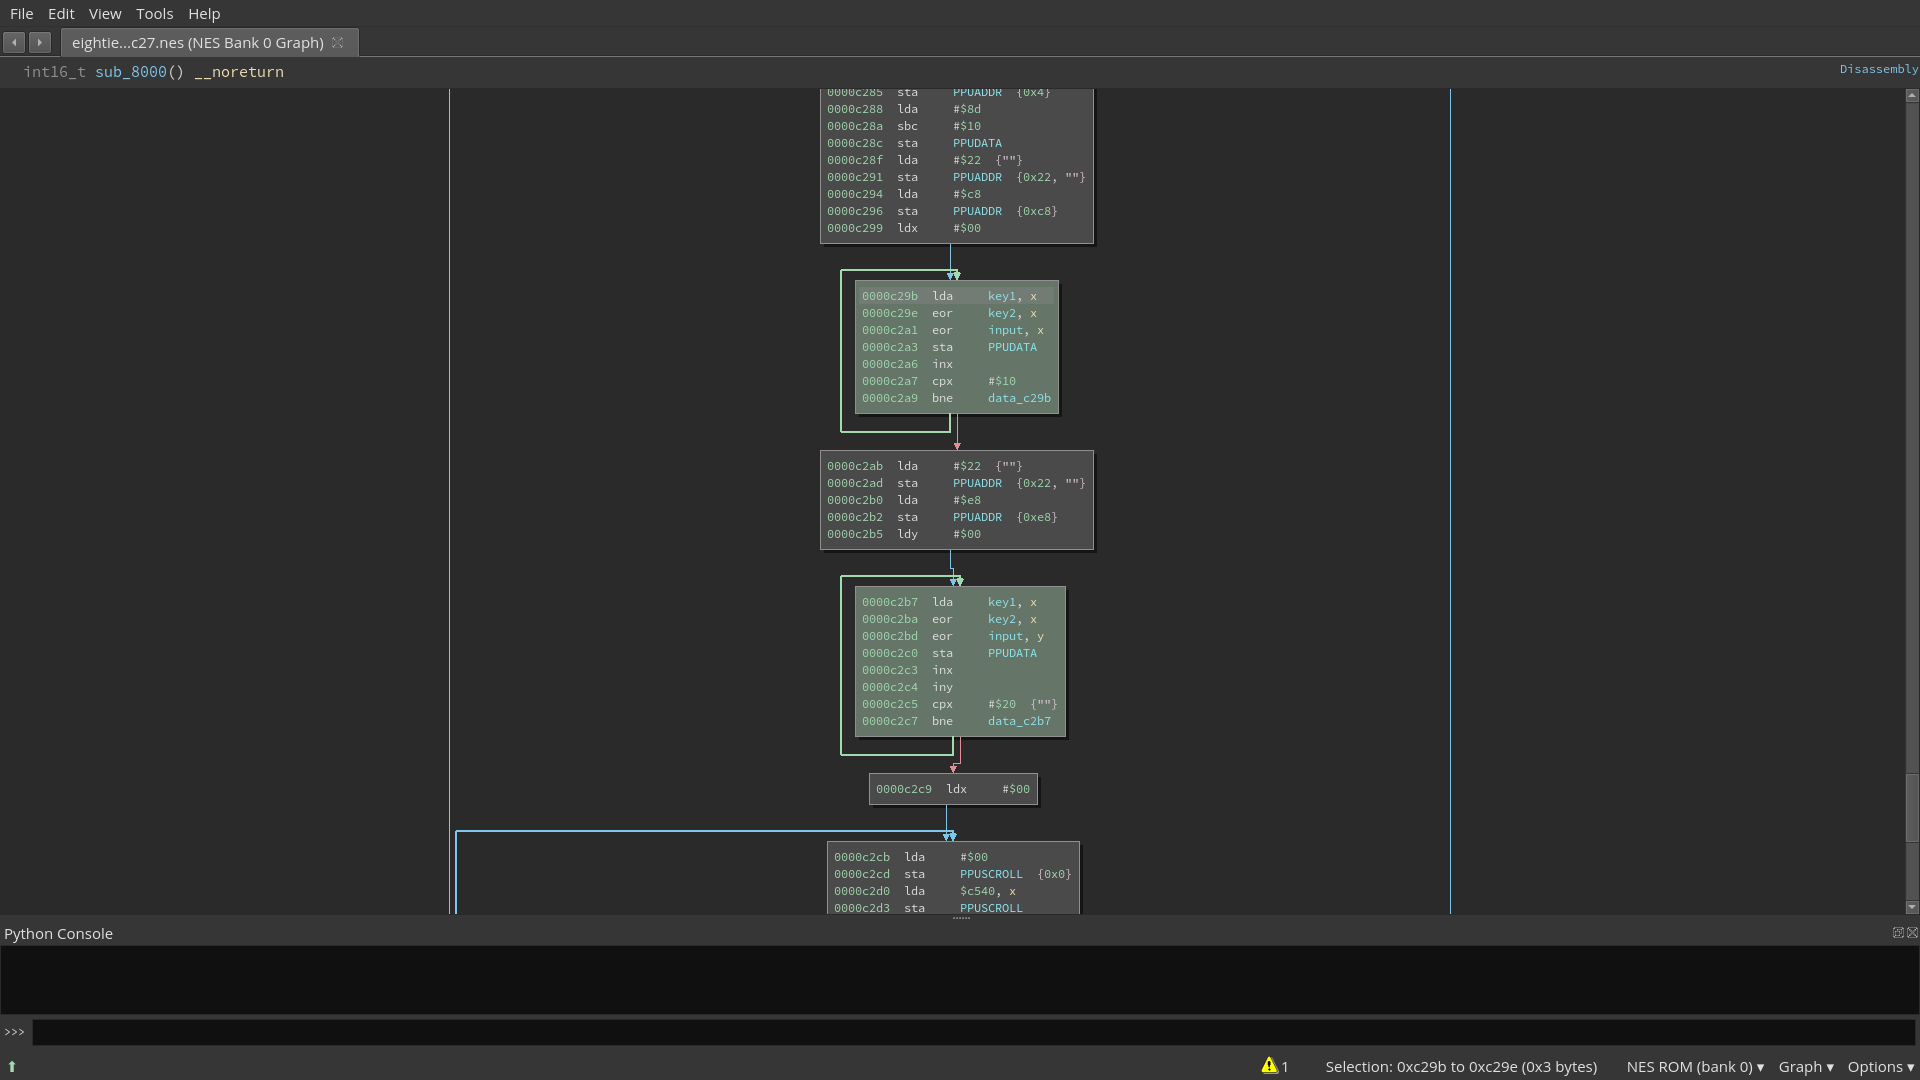 File Edit View Tools Help
eightie...c27.nes (NES Bank 0 Graph)
int16_t sub_8000() __noreturn
Disassembly
0000c285 sta PPUADDR {0x4}
0000c288 lda #$8d
0000c28a sbc #$10
0000c28c sta PPUDATA
0000c28f lda #$22 {""}
0000c291 sta PPUADDR {0x22, ""}
0000c294 lda #$c8
0000c296 sta PPUADDR {0xc8}
0000c299 ldx #$00
0000c29b lda key1, x
0000c29e eor key2, x
0000c2a1 eor input, x
0000c2a3 sta PPUDATA
0000c2a6 inx
0000c2a7 cpx #$10
0000c2a9 bne data_c29b
0000c2ab lda #$22 {""}
0000c2ad sta PPUADDR {0x22, ""}
0000c2b0 lda #$e8
0000c2b2 sta PPUADDR {0xe8}
0000c2b5 ldy #$00
0000c2b7 lda key1, x
0000c2ba eor key2, x
0000c2bd eor input, y
0000c2c0 sta PPUDATA
0000c2c3 inx
0000c2c4 iny
0000c2c5 cpx #$20 {""}
0000c2c7 bne data_c2b7
0000c2c9 ldx #$00
0000c2cb lda #$00
0000c2cd sta PPUSCROLL {0x0}
0000c2d0 lda $c540, x
0000c2d3 sta PPUSCROLL
Python Console
>>>
1 Selection: 0xc29b to 0xc29e (0x3 bytes) NES ROM (bank 0) ▾ Graph ▾ Options ▾